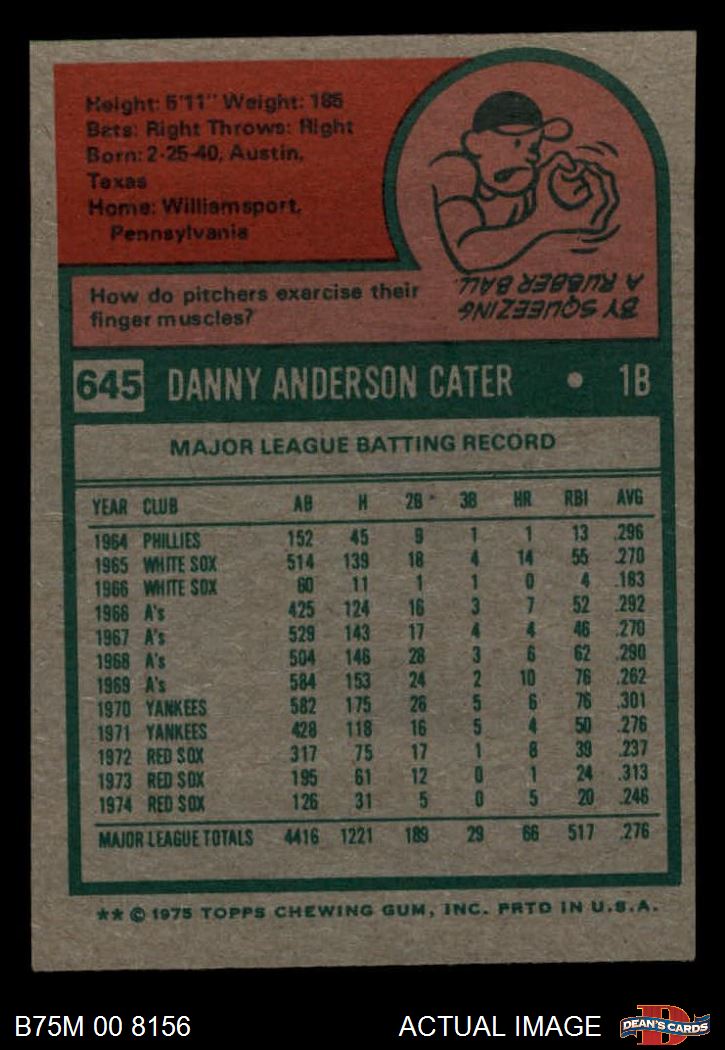 Height: 5'11" Weight: 185
Bats: Right Throws: Right
Born: 2-25-40, Austin,
Texas
Home: Williamsport,
Pennsylvania
How do pitchers exercise their
finger muscles?
BY SQUEEZING
A RUBBER BALL.
645 DANNY ANDERSON CATER • 1B
MAJOR LEAGUE BATTING RECORD
YEAR CLUB AB H 2B 3B HR RBI AVG
1964 PHILLIES 152 45 9 1 1 13 .296
1965 WHITE SOX 514 139 18 4 14 55 .270
1966 WHITE SOX 60 11 1 1 0 4 .183
1966 A's 425 124 16 3 7 52 .292
1967 A's 529 143 17 4 4 46 .270
1968 A's 504 146 28 3 6 62 .290
1969 A's 584 153 24 2 10 76 .262
1970 YANKEES 582 175 26 5 6 76 .301
1971 YANKEES 428 118 16 5 4 50 .276
1972 RED SOX 317 75 17 1 8 39 .237
1973 RED SOX 195 61 12 0 1 24 .313
1974 RED SOX 126 31 5 0 5 20 .246
MAJOR LEAGUE TOTALS 4416 1221 189 29 66 517 .276
** © 1975 TOPPS CHEWING GUM, INC. PRTD IN U.S.A.
B75M 00 8156 ACTUAL IMAGE D DEAN'S CARDS